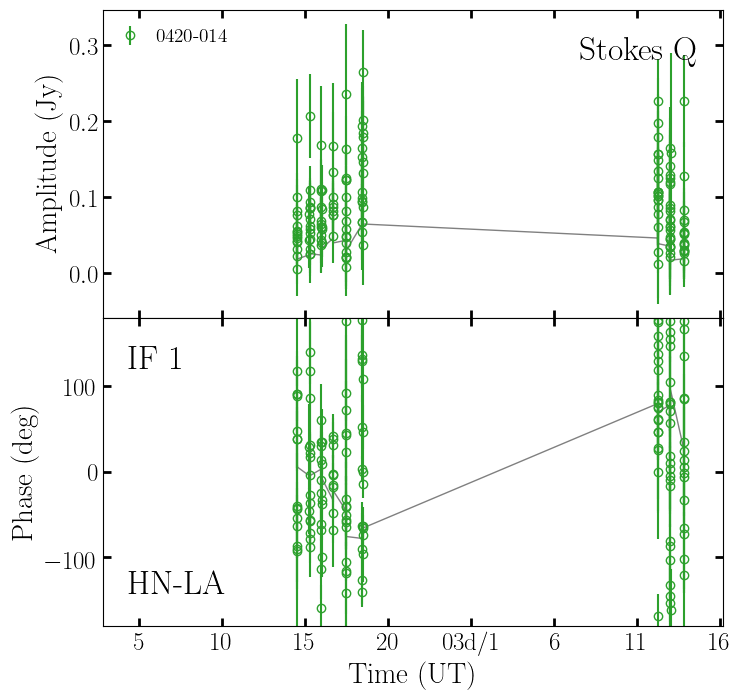 0420-014
Stokes Q
0.3
0.2
0.1
0.0
Amplitude (Jy)
IF 1
100
0
−100
Phase (deg)
HN-LA
5 10 15 20 03d/1 6 11 16
Time (UT)